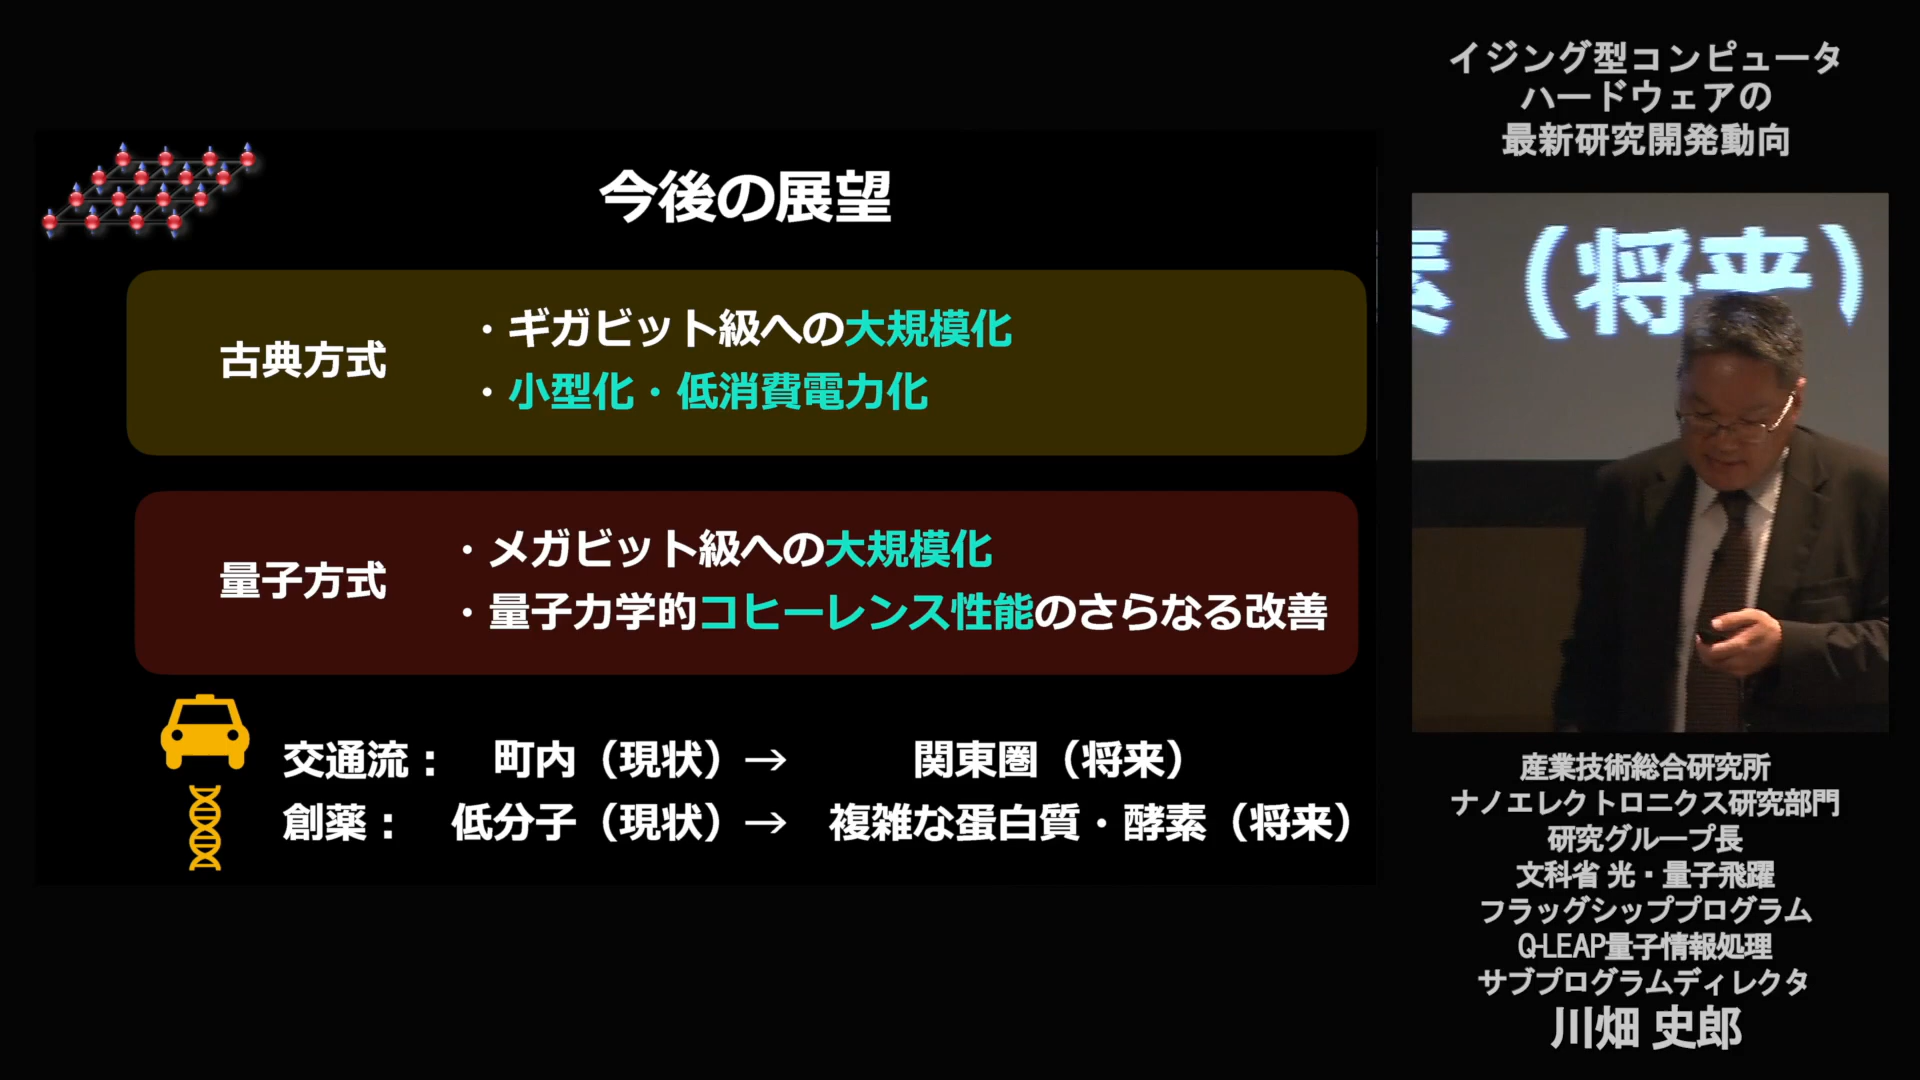 今後の展望
古典方式
・ギガビット級への大規模化
・小型化・低消費電力化
量子方式
・メガビット級への大規模化
・量子力学的コヒーレンス性能のさらなる改善
交通流： 町内（現状）→ 関東圏（将来）
創薬： 低分子（現状）→ 複雑な蛋白質・酵素（将来）
イジング型コンピュータ
ハードウェアの
最新研究開発動向
素（将来）
産業技術総合研究所
ナノエレクトロニクス研究部門
研究グループ長
文科省 光・量子飛躍
フラッグシッププログラム
Q-LEAP量子情報処理
サブプログラムディレクタ
川畑 史郎